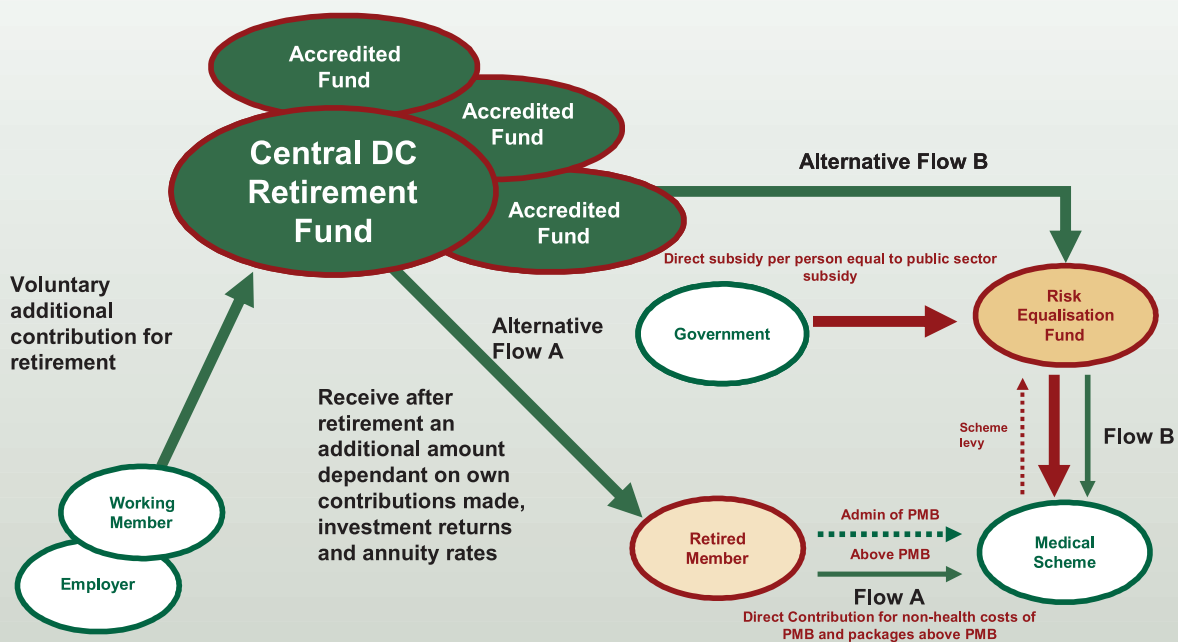 Accredited
Fund
Accredited
Fund
Central DC
Retirement
Fund
Accredited
Fund
Alternative Flow B
Direct subsidy per person equal to public sector
subsidy
Voluntary
additional
contribution for
retirement
Government
Risk
Equalisation
Fund
Alternative
Flow A
Receive after
retirement an
additional amount
dependant on own
contributions made,
investment returns
and annuity rates
Scheme
levy
Flow B
Working
Member
Employer
Retired
Member
Admin of PMB
Above PMB
Flow A
Medical
Scheme
Direct Contribution for non-health costs of
PMB and packages above PMB